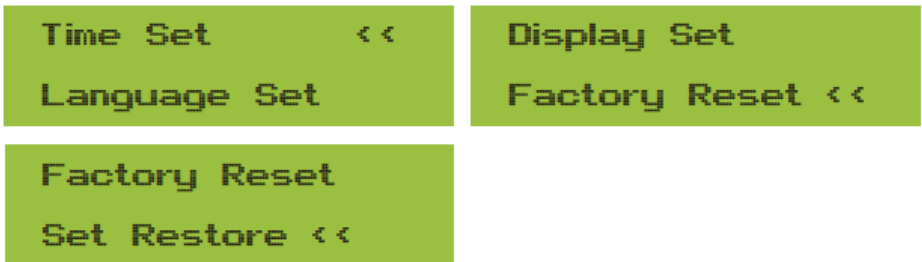 Time Set <<
Language Set
Display Set
Factory Reset <<
Factory Reset
Set Restore <<